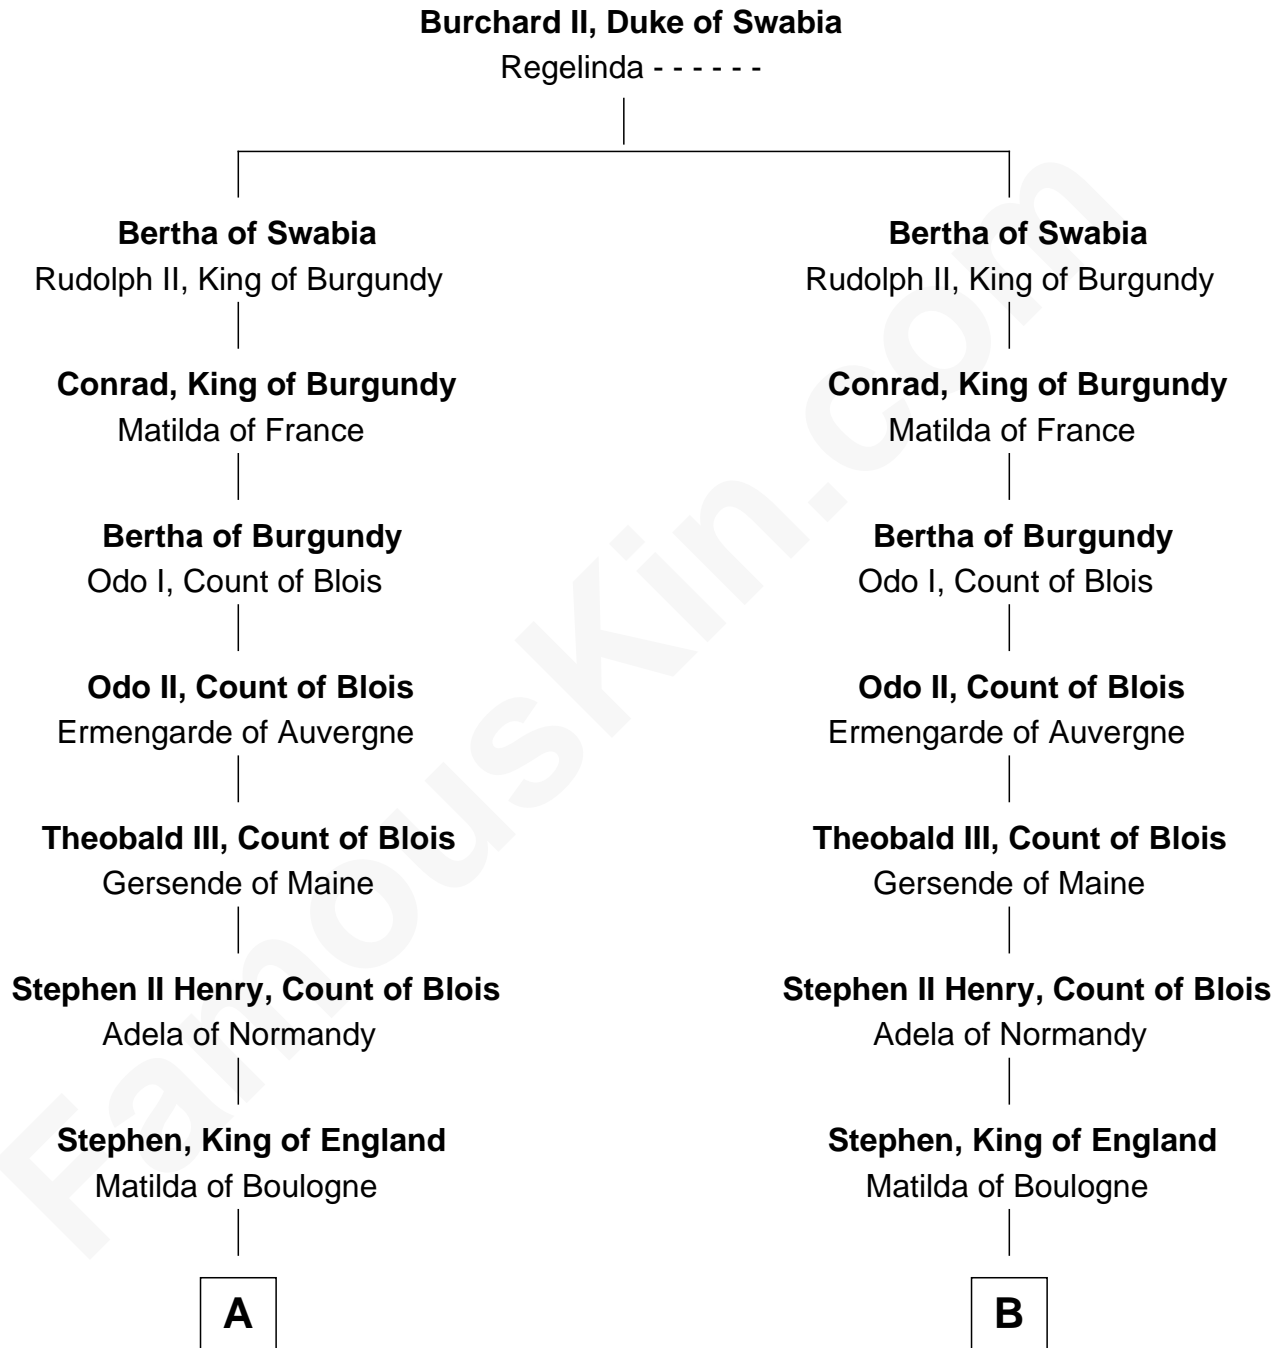 Burchard II, Duke of Swabia
Regelinda - - - - - -
Bertha of Swabia
Rudolph II, King of Burgundy
Conrad, King of Burgundy
Matilda of France
Bertha of Burgundy
Odo I, Count of Blois
Odo II, Count of Blois
Ermengarde of Auvergne
Theobald III, Count of Blois
Gersende of Maine
Stephen II Henry, Count of Blois
Adela of Normandy
Stephen, King of England
Matilda of Boulogne
A
Bertha of Swabia
Rudolph II, King of Burgundy
Conrad, King of Burgundy
Matilda of France
Bertha of Burgundy
Odo I, Count of Blois
Odo II, Count of Blois
Ermengarde of Auvergne
Theobald III, Count of Blois
Gersende of Maine
Stephen II Henry, Count of Blois
Adela of Normandy
Stephen, King of England
Matilda of Boulogne
B
FamousKin.com